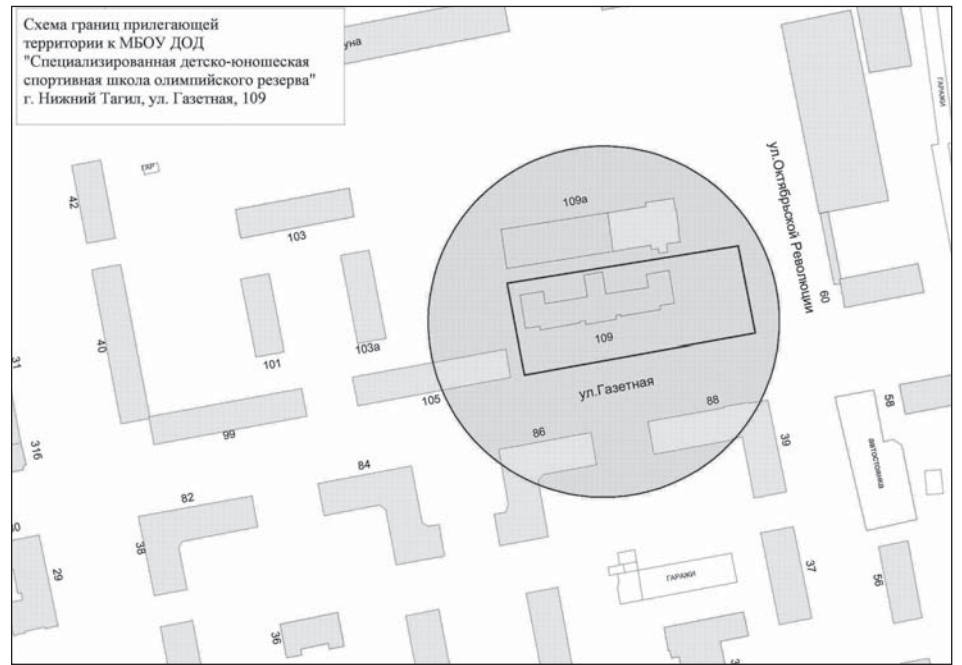 Схема границ прилегающей
территории к МБОУ ДОД
"Специализированная детско-юношеская
спортивная школа олимпийского резерва"
г. Нижний Тагил, ул. Газетная, 109
уна
ГАРАЖИ
ГАР
42
103
109а
ул.Октябрьской Революции
60
40
101
103а
109
31
105
ул.Газетная
88
58
99
86
39
316
84
автостоянка
82
38
29
37
56
ГАРАЖИ
36